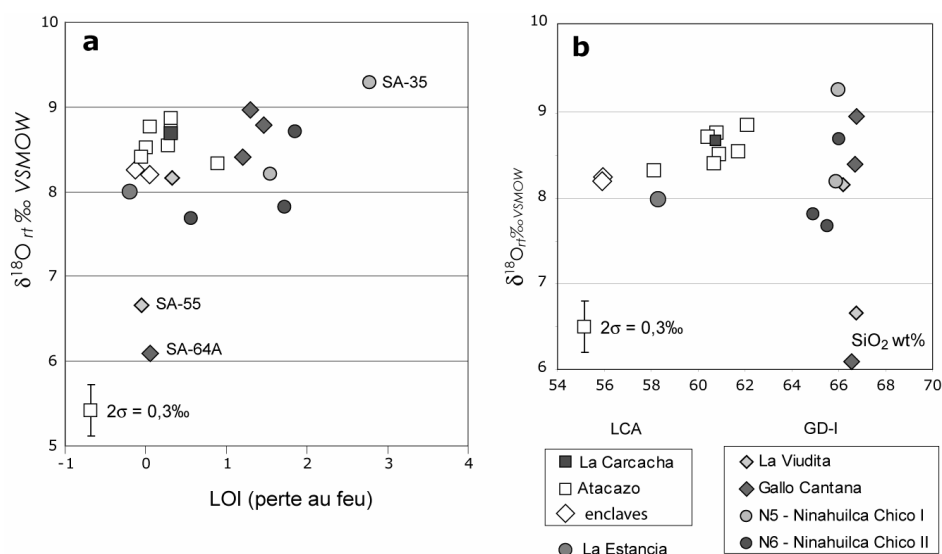 a
δ¹⁸O rt ‰ VSMOW
10
9
8
7
6
5
SA-35
SA-55
SA-64A
2σ = 0,3‰
-1 0 1 2 3 4
LOI (perte au feu)
b
δ¹⁸Ort‰ VSMOW
10
9
8
7
6
2σ = 0,3‰
SiO₂ wt%
54 56 58 60 62 64 66 68 70
LCA
La Carcacha
Atacazo
enclaves
La Estancia
GD-I
La Viudita
Gallo Cantana
N5 - Ninahuilca Chico I
N6 - Ninahuilca Chico II